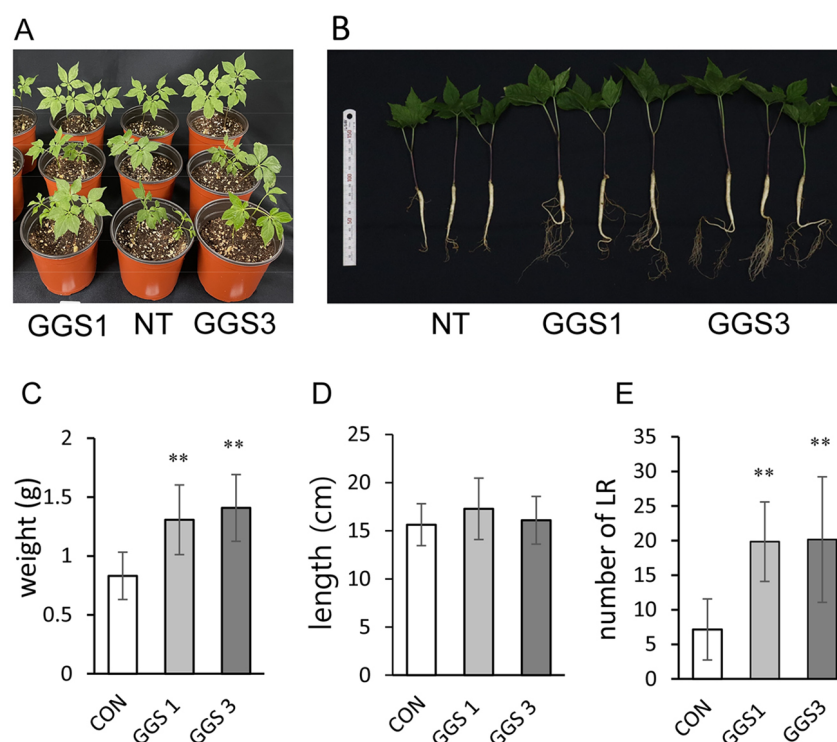 A
B
GGS1 NT GGS3
NT GGS1 GGS3
C
weight (g)
2
1.5
1
0.5
0
**
**
CON
GGS 1
GGS 3
D
length (cm)
25
20
15
10
5
0
CON
GGS 1
GGS 3
E
number of LR
35
30
25
20
15
10
5
0
**
**
CON
GGS1
GGS3